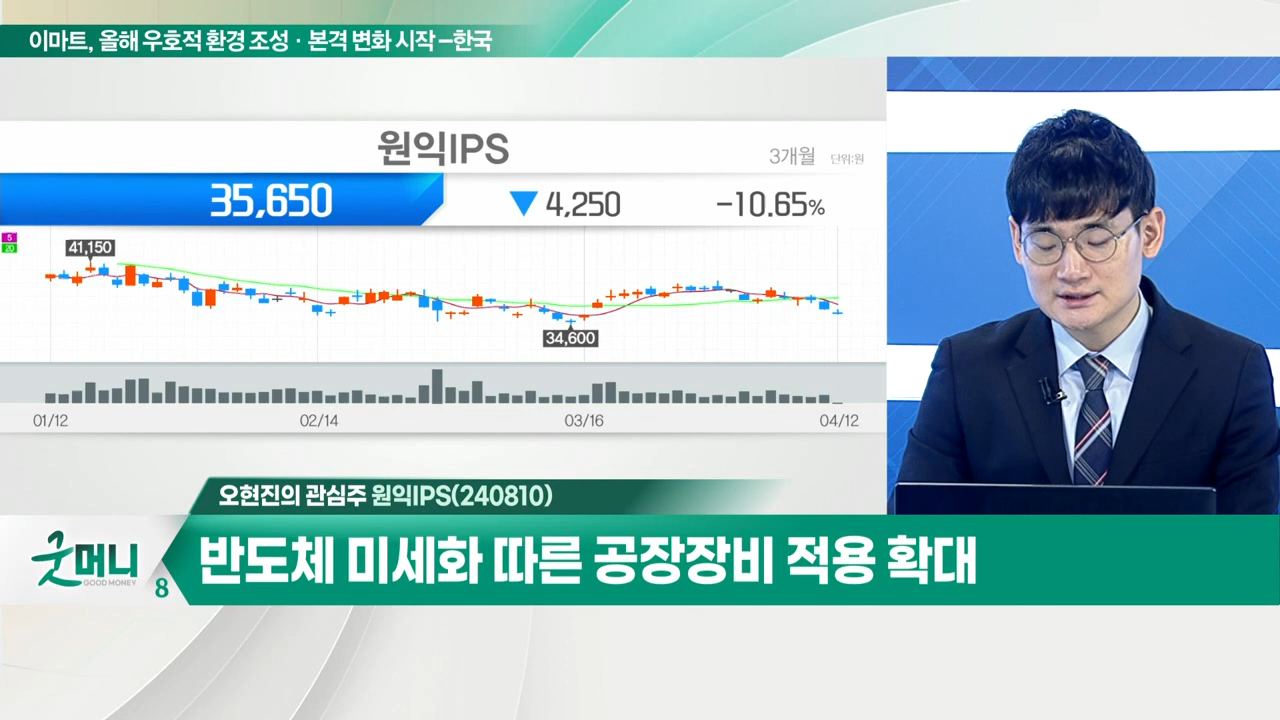 이마트, 올해 우호적 환경 조성 · 본격 변화 시작 -한국
원익IPS
3개월 단위:원
35,650 ▼ 4,250 -10.65%
5
20
41,150
34,600
01/12 02/14 03/16 04/12
오현진의 관심주 원익IPS(240810)
굿머니
GOOD MONEY
8
반도체 미세화 따른 공장장비 적용 확대